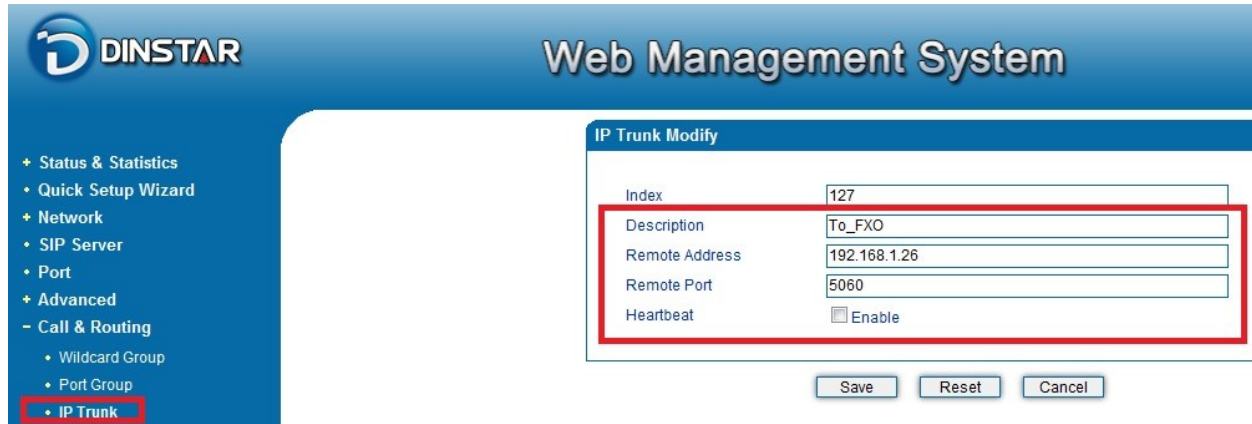 DINSTAR
Web Management System
+ Status & Statistics
• Quick Setup Wizard
+ Network
• SIP Server
• Port
+ Advanced
− Call & Routing
• Wildcard Group
• Port Group
• IP Trunk
IP Trunk Modify
Index 127
Description To_FXO
Remote Address 192.168.1.26
Remote Port 5060
Heartbeat Enable
Save Reset Cancel